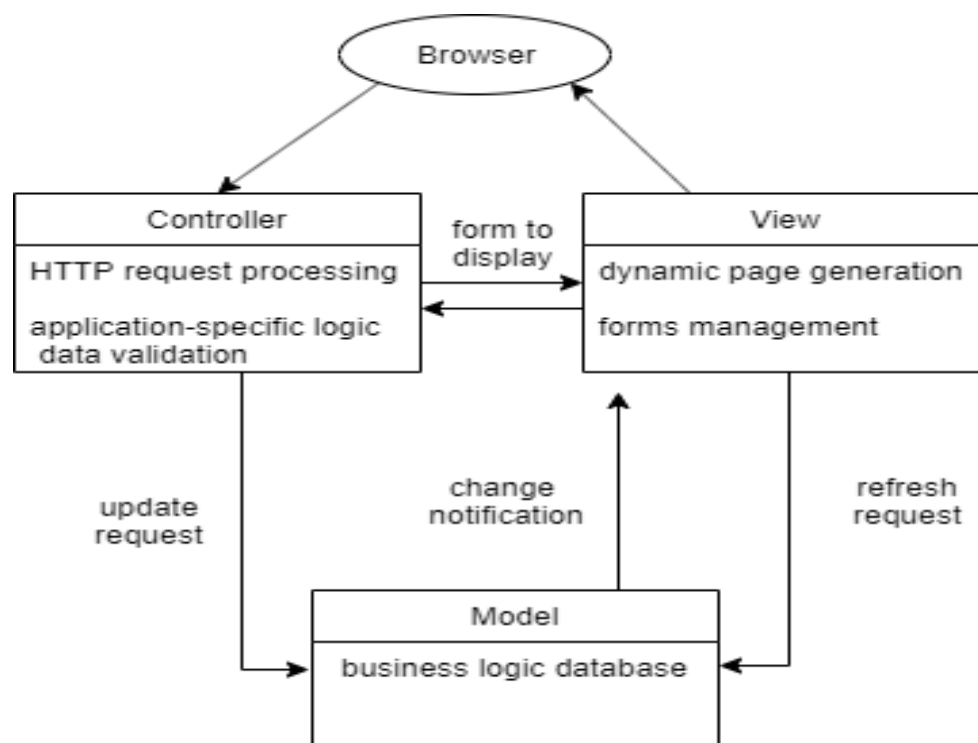 Browser
Controller
HTTP request processing
application-specific logic
data validation
form to
display
View
dynamic page generation
forms management
update
request
change
notification
refresh
request
Model
business logic database